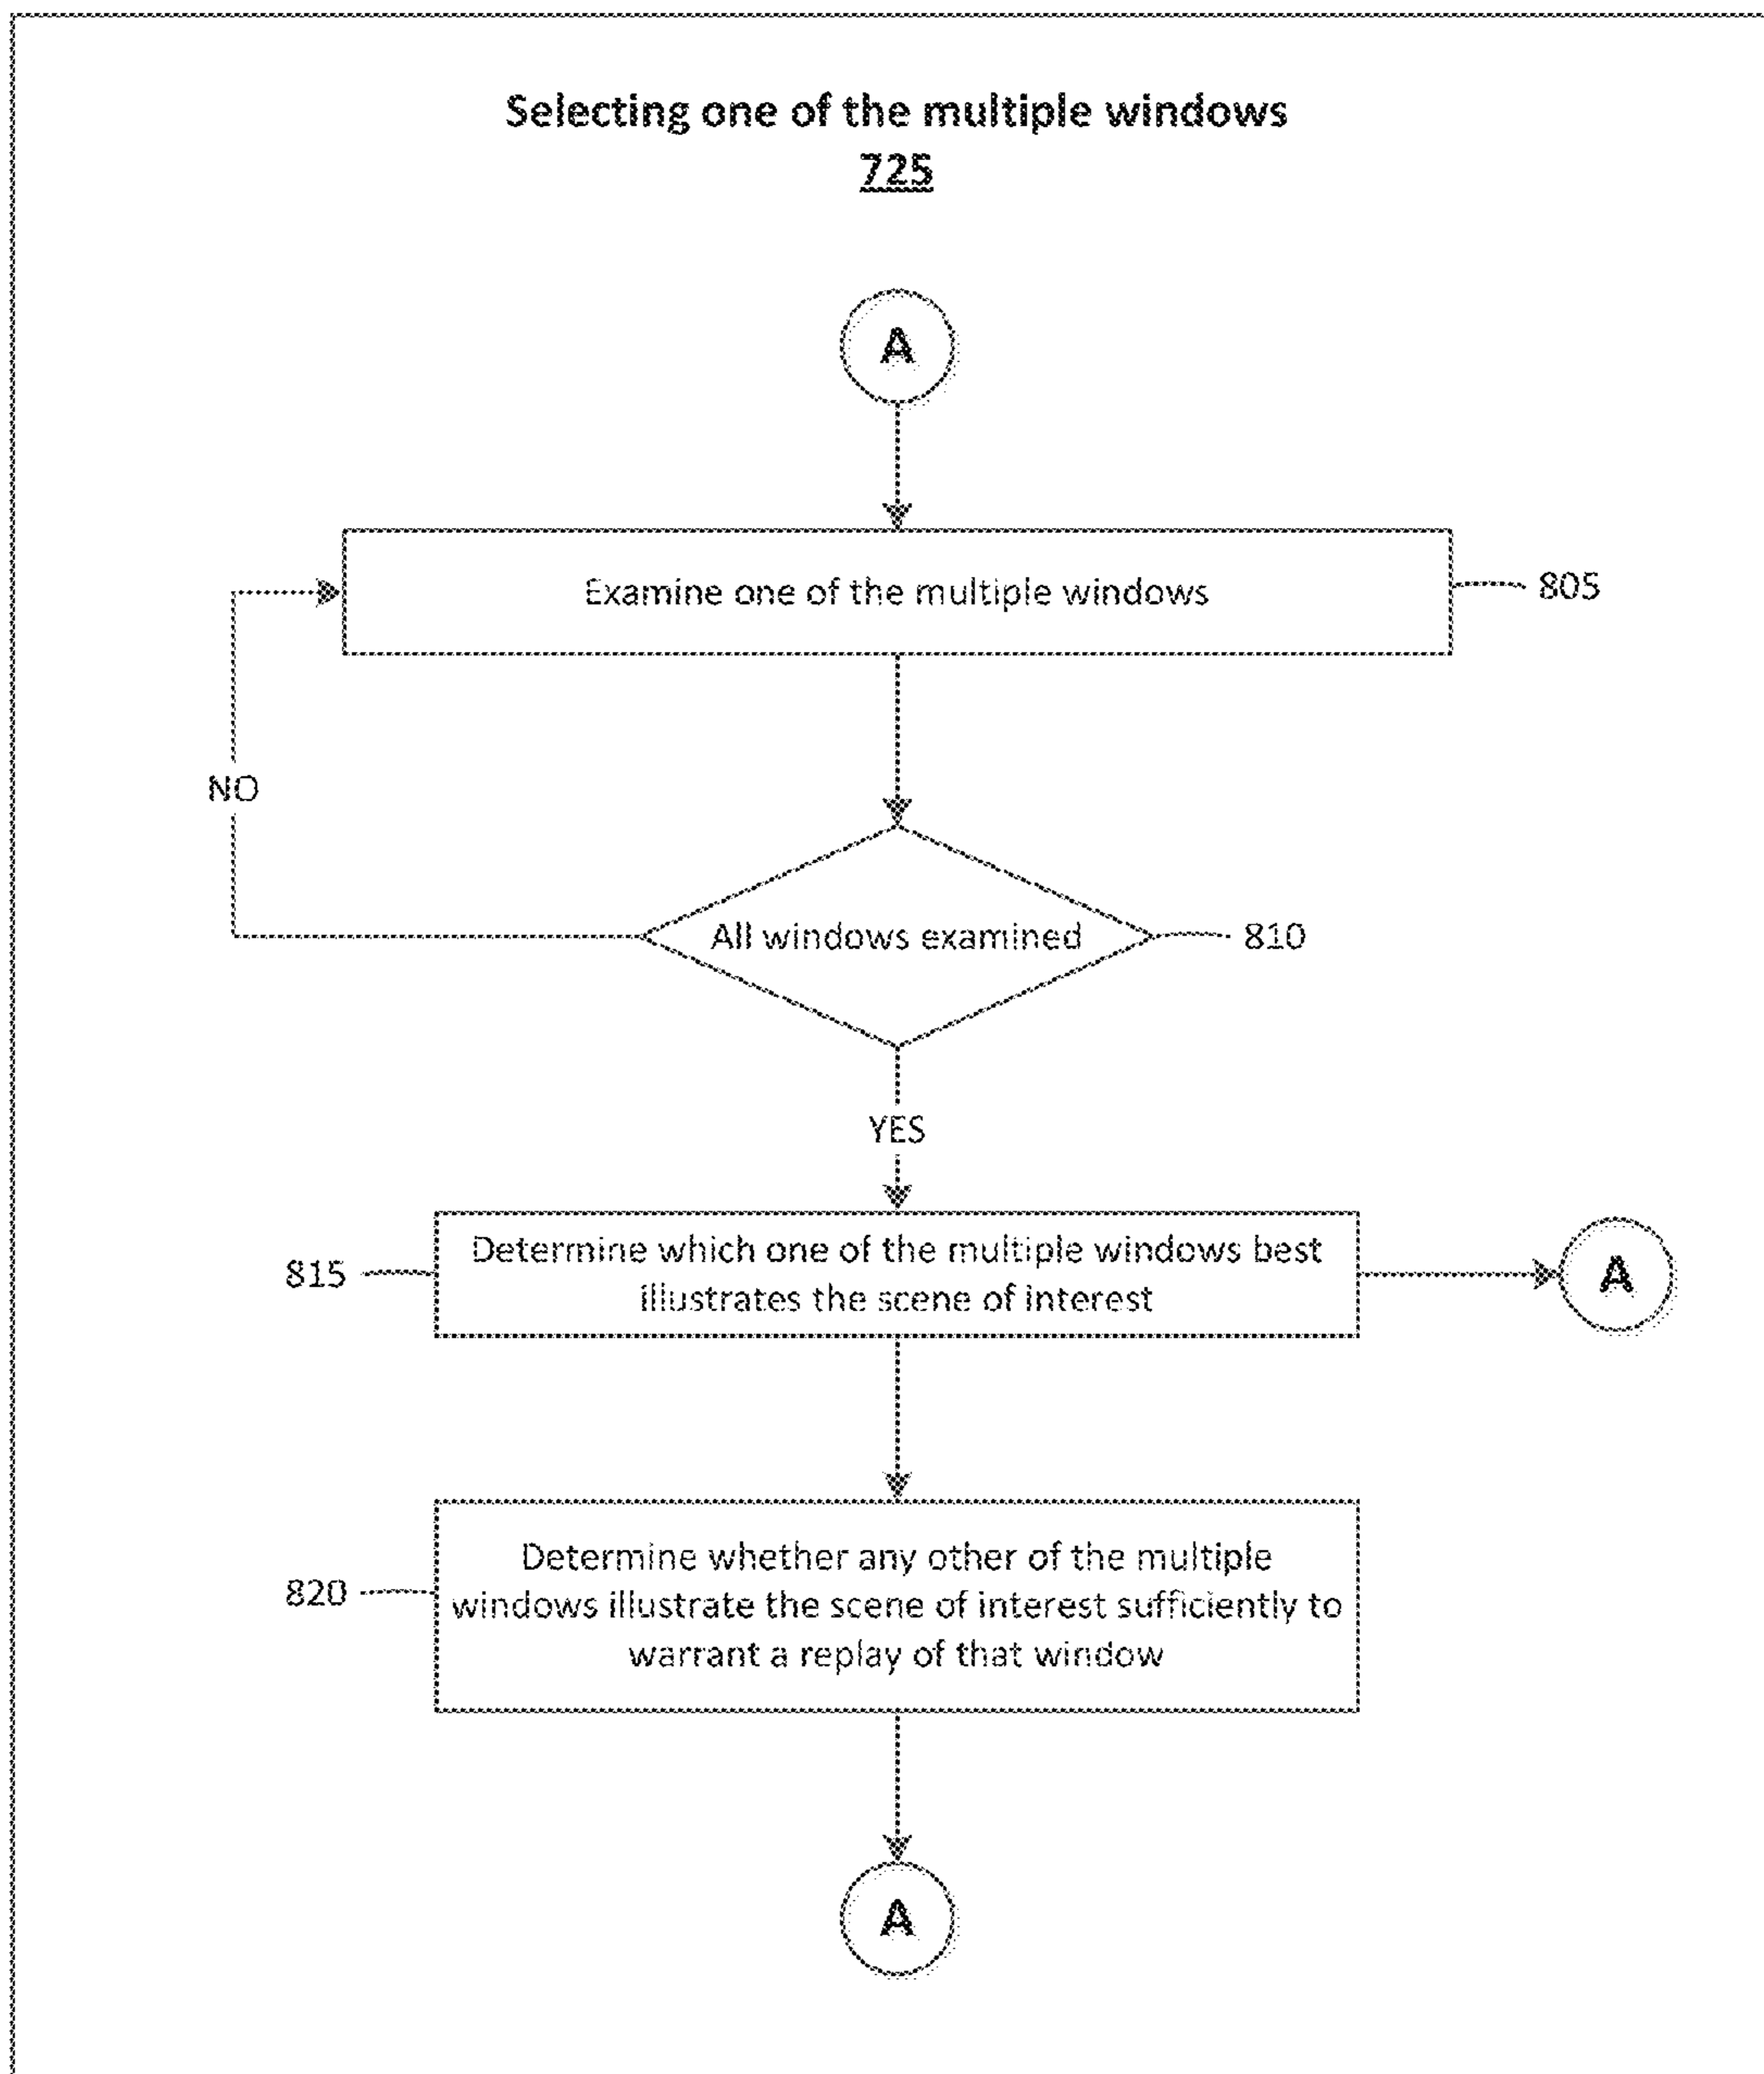 Selecting one of the multiple windows
725
A
Examine one of the multiple windows
805
NO
All windows examined
810
YES
Determine which one of the multiple windows best
illustrates the scene of interest
815
A
Determine whether any other of the multiple
windows illustrate the scene of interest sufficiently to
warrant a replay of that window
820
A